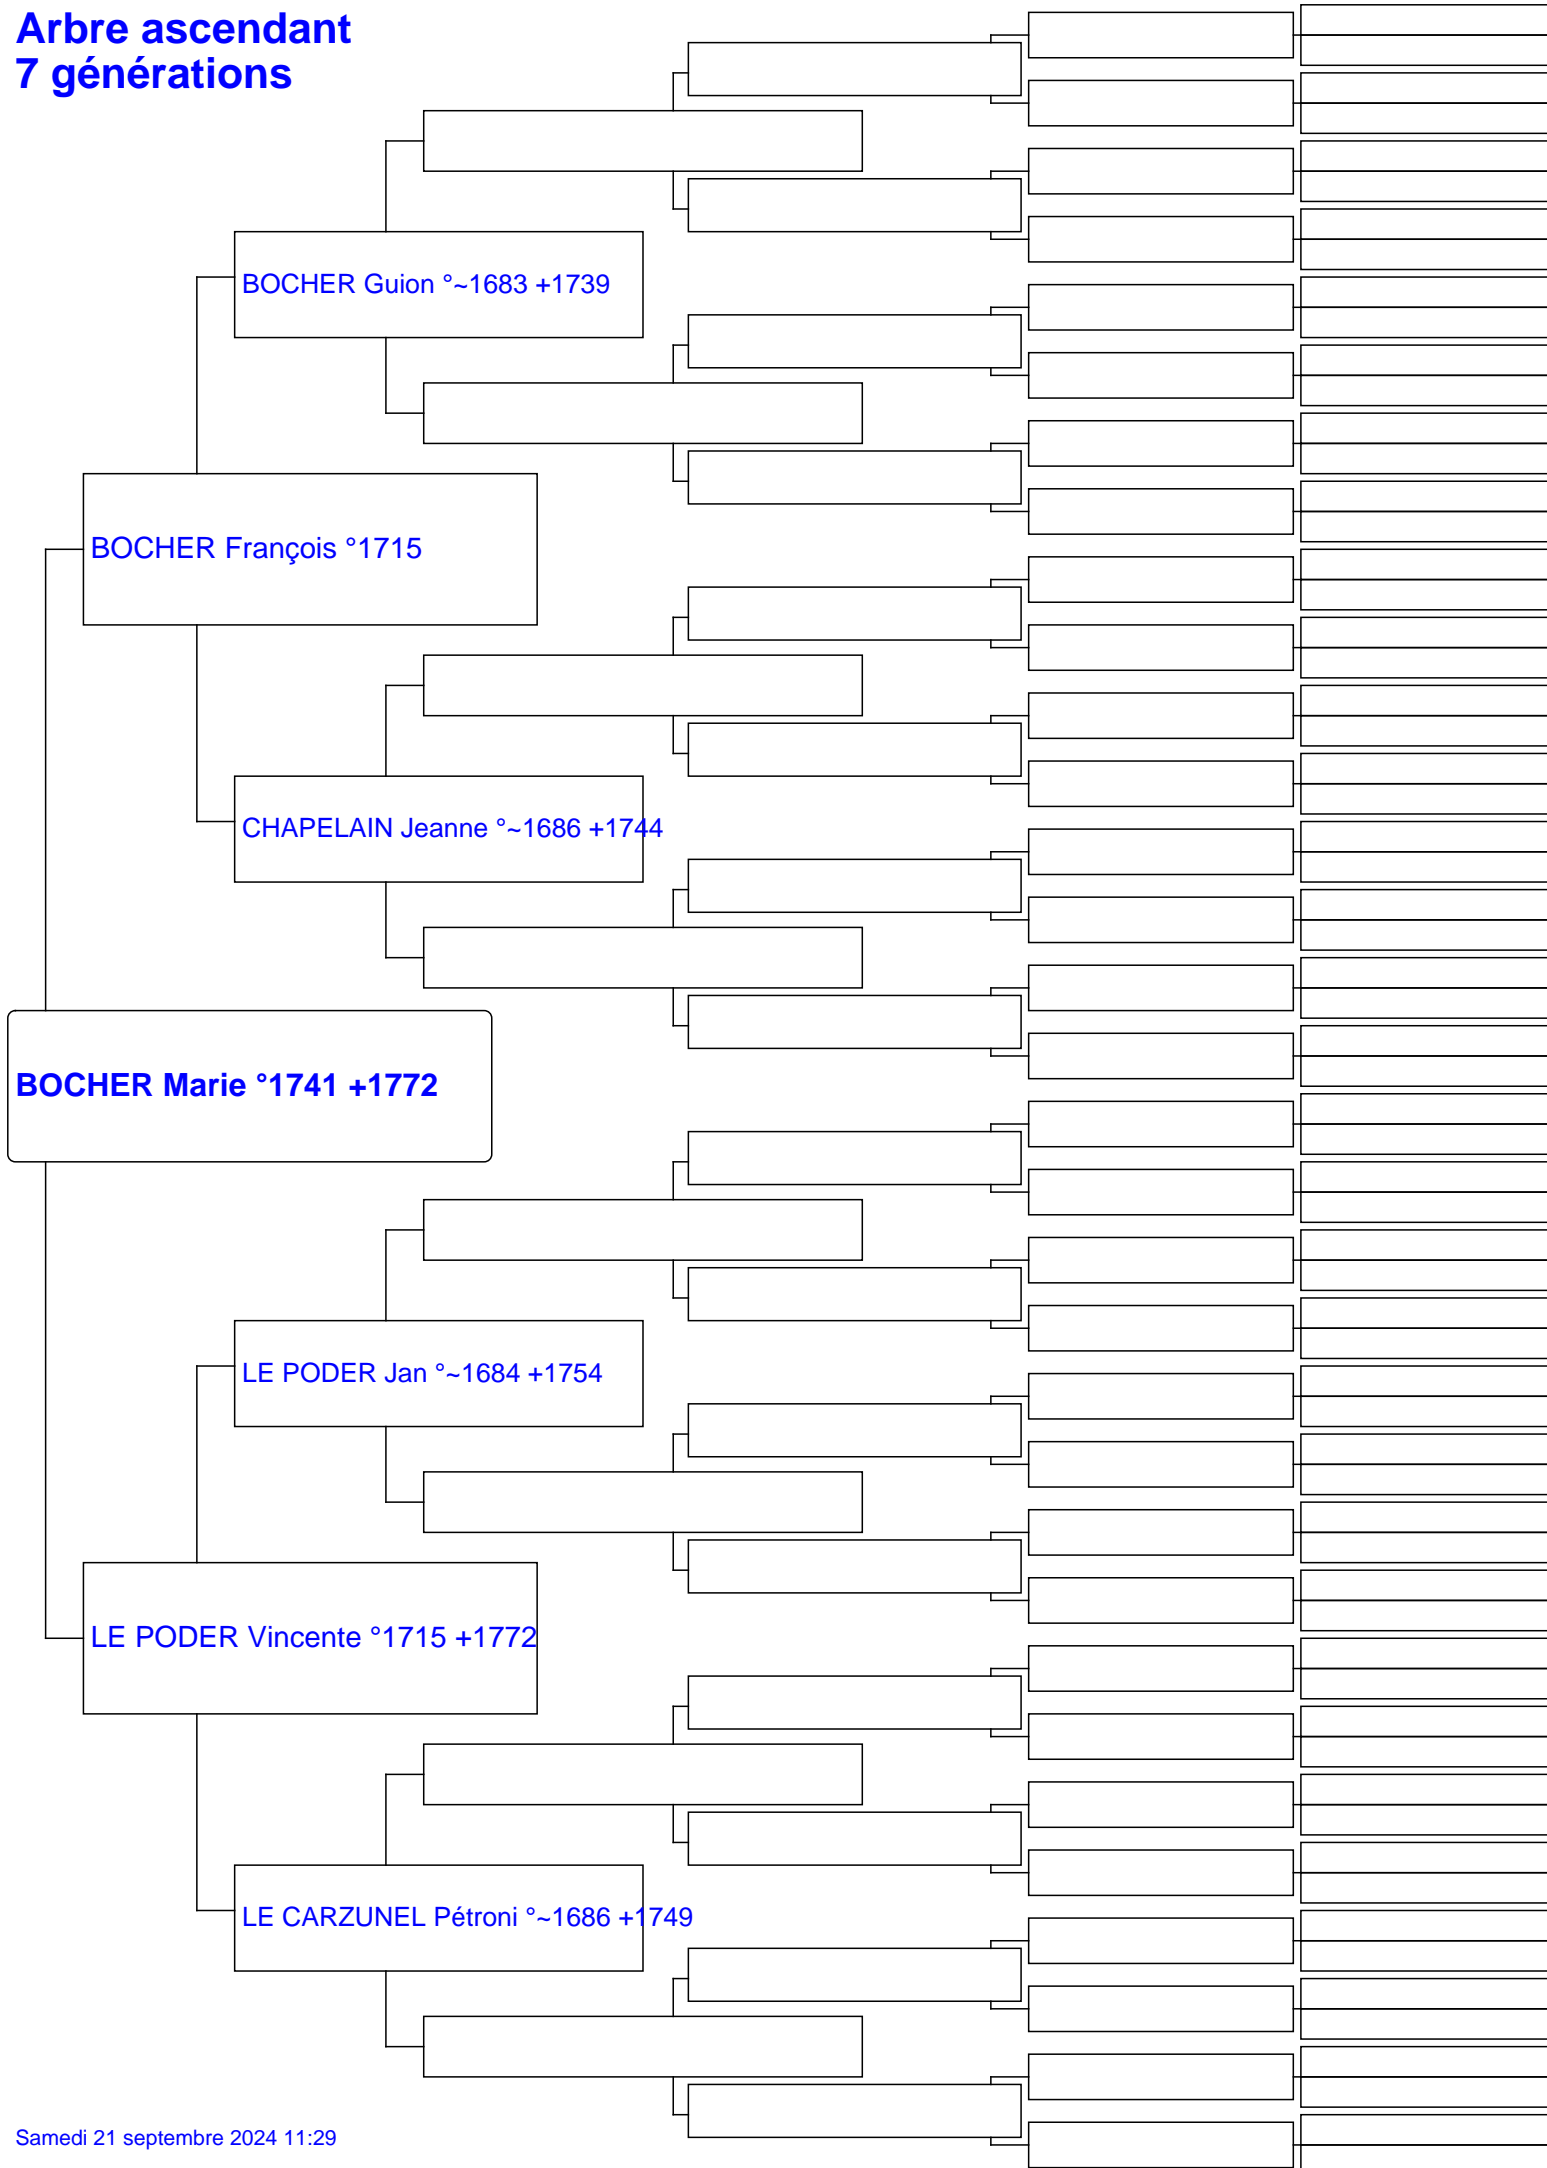 Arbre ascendant
7 générations
BOCHER Guion °~1683 +1739
BOCHER François °1715
CHAPELAIN Jeanne °~1686 +1744
BOCHER Marie °1741 +1772
LE PODER Jan °~1684 +1754
LE PODER Vincente °1715 +1772
LE CARZUNEL Pétroni °~1686 +1749
Samedi 21 septembre 2024 11:29